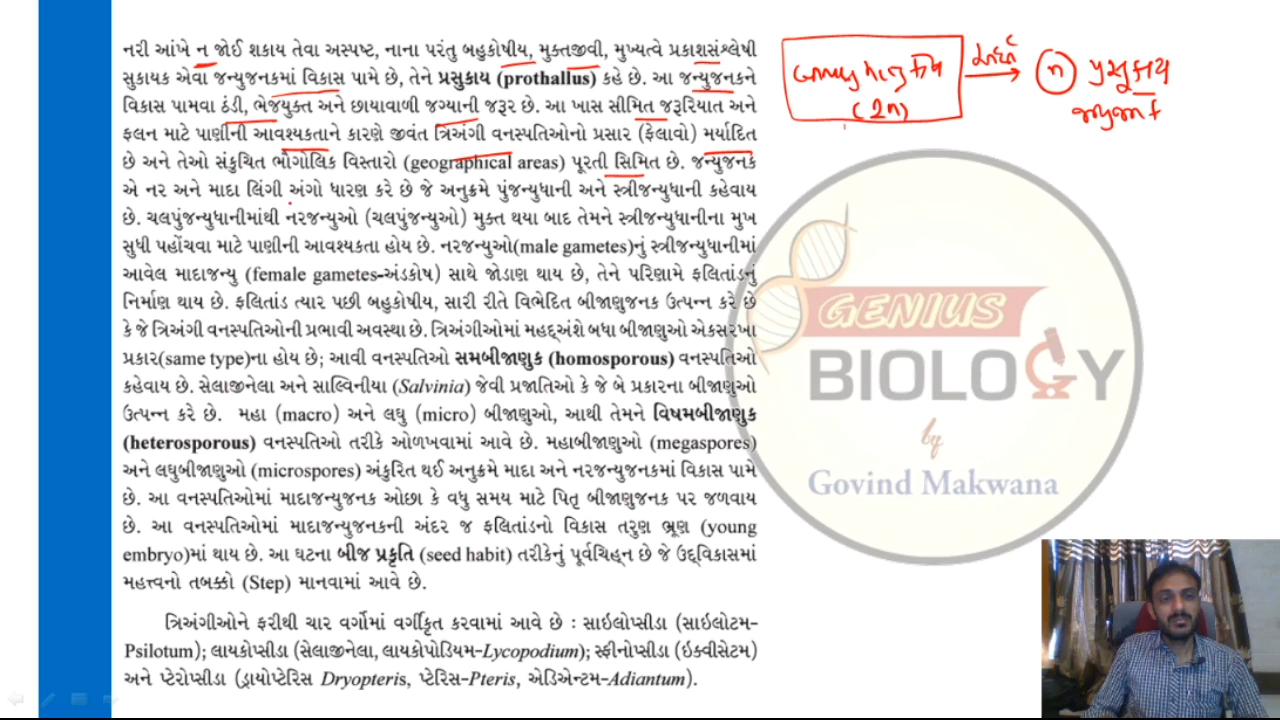 નરી આંખે ન જોઈ શકાય તેવા અસ્પષ્ટ, નાના પરંતુ બહુકોષીય, મુક્તજીવી, મુખ્યત્વે પ્રકાશસંશ્લેષી
સુકાયક એવા જન્યુજનકમાં વિકાસ પામે છે, તેને પ્રસુકાય (prothallus) કહે છે. આ જન્યુજનકને
વિકાસ પામવા ઠંડી, ભેજયુક્ત અને છાયાવાળી જગ્યાની જરૂર છે. આ ખાસ સીમિત જરૂરિયાત અને
ફલન માટે પાણીની આવશ્યકતાને કારણે જીવંત ત્રિઅંગી વનસ્પતિઓનો પ્રસાર (ફેલાવો) મર્યાદિત
છે અને તેઓ સંકુચિત ભૌગોલિક વિસ્તારો (geographical areas) પૂરતી સિમિત છે. જન્યુજનક
એ નર અને માદા લિંગી અંગો ધારણ કરે છે જે અનુક્રમે પુંજન્યુધાની અને સ્ત્રીજન્યુધાની કહેવાય
છે. ચલપુંજન્યુધાનીમાંથી નરજન્યુઓ (ચલપુંજન્યુઓ) મુક્ત થયા બાદ તેમને સ્ત્રીજન્યુધાનીના મુખ
સુધી પહોંચવા માટે પાણીની આવશ્યકતા હોય છે. નરજન્યુઓ(male gametes)નું સ્ત્રીજન્યુધાનીમાં
આવેલ માદાજન્યુ (female gametes-અંડકોષ) સાથે જોડાણ થાય છે, તેને પરિણામે ફલિતાંડનું
નિર્માણ થાય છે. ફલિતાંડ ત્યાર પછી બહુકોષીય, સારી રીતે વિભેદિત બીજાણુજનક ઉત્પન્ન કરે છે
કે જે ત્રિઅંગી વનસ્પતિઓની પ્રભાવી અવસ્થા છે. ત્રિઅંગીઓમાં મહદ્અંશે બધા બીજાણુઓ એકસરખા
પ્રકાર(same type)ના હોય છે; આવી વનસ્પતિઓ સમબીજાણુક (homosporous) વનસ્પતિઓ
કહેવાય છે. સેલાજીનેલા અને સાલ્વિનીયા (Salvinia) જેવી પ્રજાતિઓ કે જે બે પ્રકારના બીજાણુઓ
ઉત્પન્ન કરે છે. મહા (macro) અને લઘુ (micro) બીજાણુઓ, આથી તેમને વિષમબીજાણુક
(heterosporous) વનસ્પતિઓ તરીકે ઓળખવામાં આવે છે. મહાબીજાણુઓ (megaspores)
અને લઘુબીજાણુઓ (microspores) અંકુરિત થઈ અનુક્રમે માદા અને નરજન્યુજનકમાં વિકાસ પામે
છે. આ વનસ્પતિઓમાં માદાજન્યુજનક ઓછા કે વધુ સમય માટે પિતૃ બીજાણુજનક પર જળવાય
છે. આ વનસ્પતિઓમાં માદાજન્યુજનકની અંદર જ ફલિતાંડનો વિકાસ તરુણ ભ્રૂણ (young
embryo)માં થાય છે. આ ઘટના બીજ પ્રકૃતિ (seed habit) તરીકેનું પૂર્વચિહ્ન છે જે ઉદ્દવિકાસમાં
મહત્ત્વનો તબક્કો (Step) માનવામાં આવે છે.
ત્રિઅંગીઓને ફરીથી ચાર વર્ગોમાં વર્ગીકૃત કરવામાં આવે છે : સાઇલોપ્સીડા (સાઇલોટમ-
Psilotum); લાયકોપ્સીડા (સેલાજીનેલા, લાયકોપોડિયમ-Lycopodium); સ્ફીનોપ્સીડા (ઇક્વીસેટમ)
અને પ્ટેરોપ્સીડા (ડ્રાયોપ્ટેરિસ Dryopteris, પ્ટેરિસ-Pteris, એડિએન્ટમ-Adiantum).
(2n)
n પ્રસુકાય
GENIUS
BIOLOGY
by
Govind Makwana